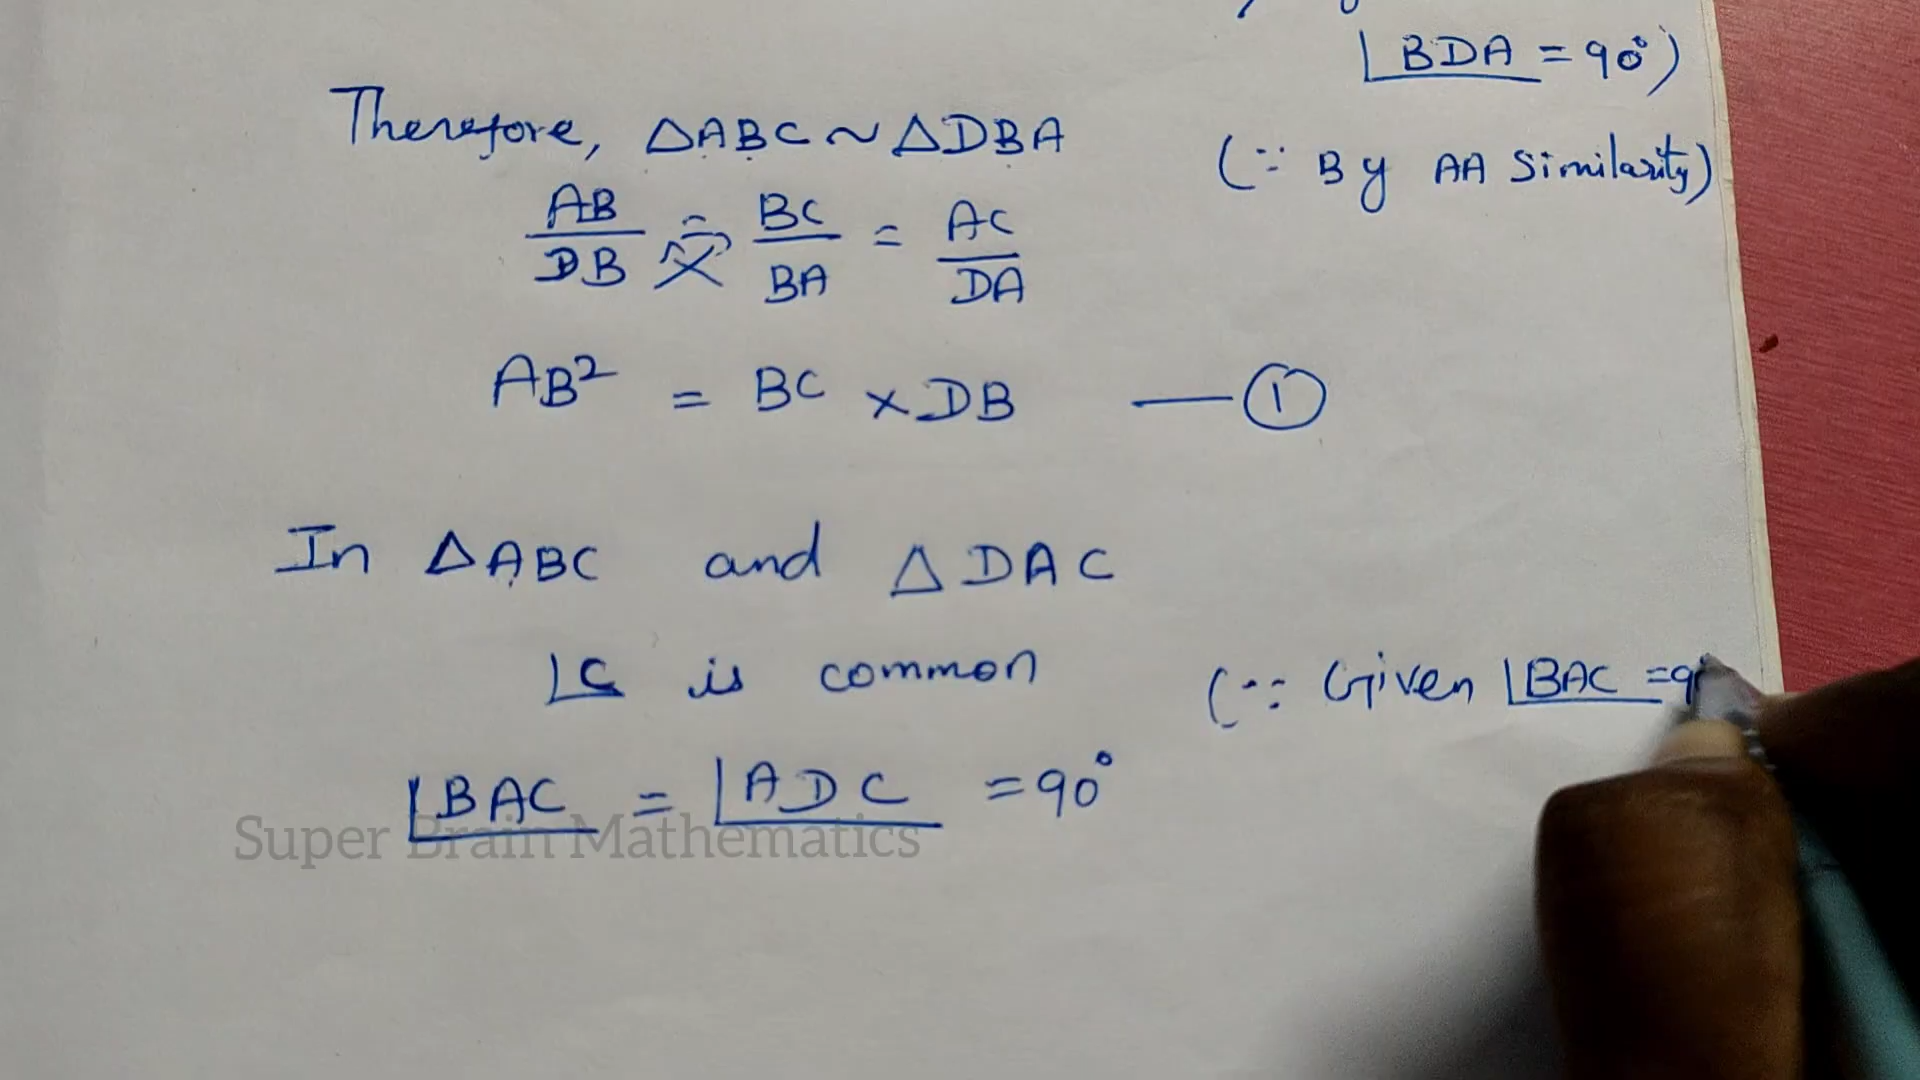 ∠BDA = 90°)
Therefore, ΔABC ~ ΔDBA (∵ By AA Similarity)
AB/DB = BC/BA = AC/DA
AB² = BC × DB — ①
In ΔABC and ΔDAC
∠C is common (∵ Given ∠BAC = 9
∠BAC = ∠ADC = 90°
Super Brain Mathematics